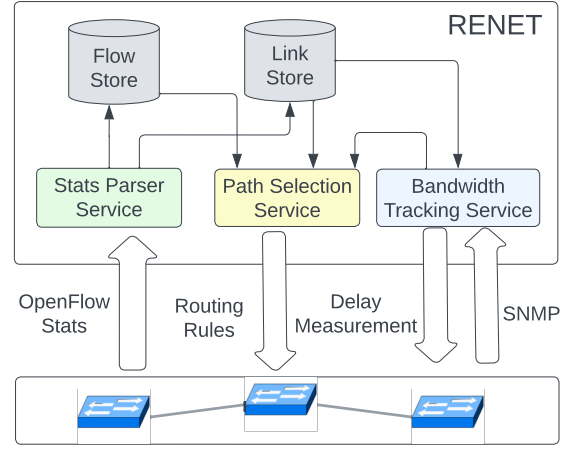 RENET
Flow
Store
Link
Store
Stats Parser
Service
Path Selection
Service
Bandwidth
Tracking Service
OpenFlow
Stats
Routing
Rules
Delay
Measurement
SNMP